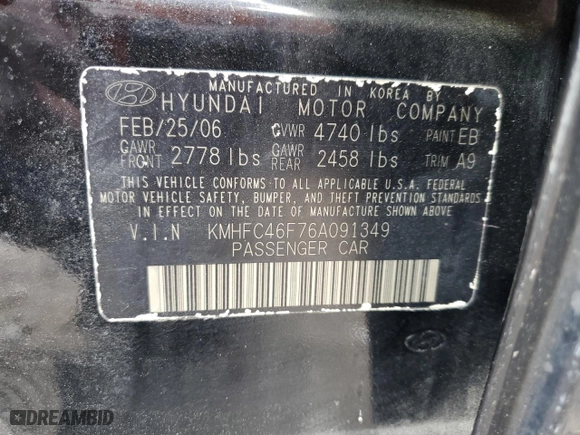 MANUFACTURED IN KOREA BY
HYUNDAI MOTOR COMPANY
FEB/25/06 GVWR 4740 lbs PAINT EB
GAWR FRONT 2778 lbs GAWR REAR 2458 lbs TRIM A9
THIS VEHICLE CONFORMS TO ALL APPLICABLE U.S.A. FEDERAL
MOTOR VEHICLE SAFETY, BUMPER, AND THEFT PREVENTION STANDARDS
IN EFFECT ON THE DATE OF MANUFACTURE SHOWN ABOVE
V.I.N KMHFC46F76A091349
PASSENGER CAR
DREAMBID